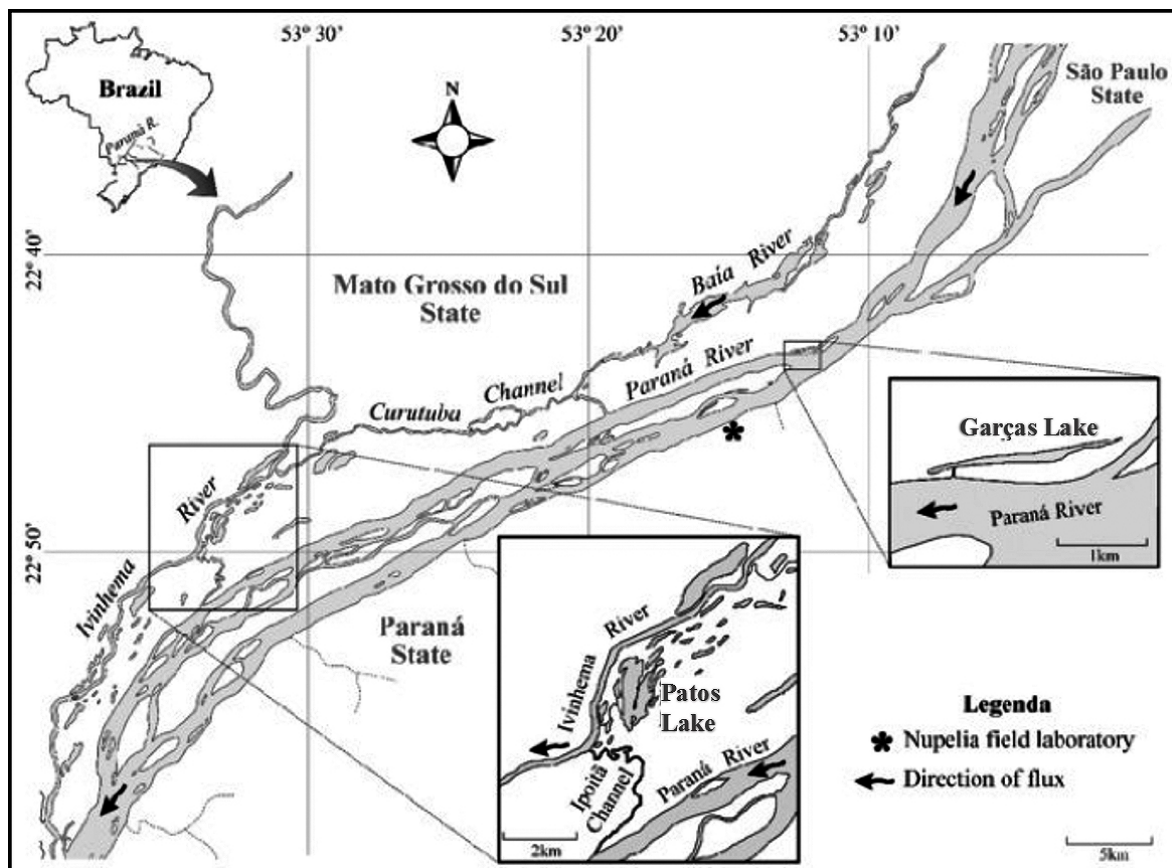 53° 30'
53° 20'
53° 10'
Brazil
Paraná R.
N
São Paulo
State
22° 40'
Mato Grosso do Sul
State
Baía River
Paraná River
Curutuba Channel
Garças Lake
Paraná River
1km
22° 50'
Ivinhema River
Paraná
State
Ivinhema River
Patos
Lake
Ipoitã
Channel
Paraná River
2km
Legenda
Nupelia field laboratory
Direction of flux
5km